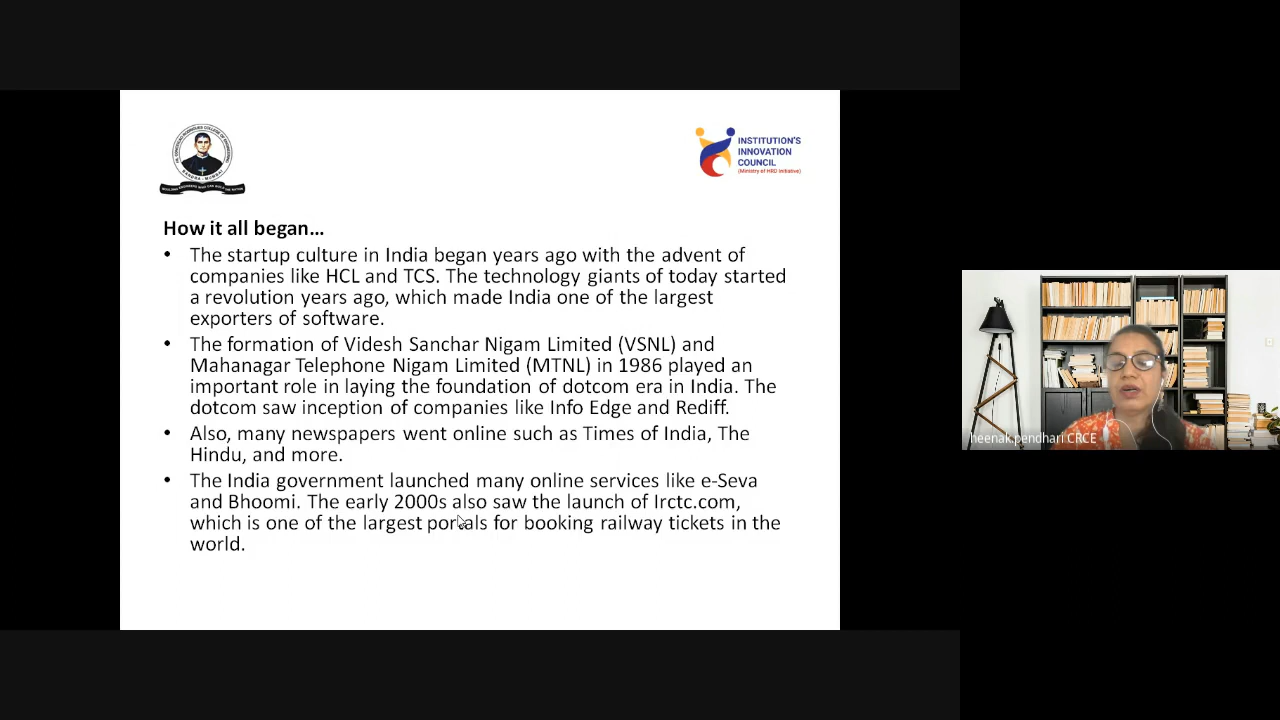 INSTITUTION'S
INNOVATION
COUNCIL
(Ministry of HRD Initiative)
How it all began…
• The startup culture in India began years ago with the advent of
companies like HCL and TCS. The technology giants of today started
a revolution years ago, which made India one of the largest
exporters of software.
• The formation of Videsh Sanchar Nigam Limited (VSNL) and
Mahanagar Telephone Nigam Limited (MTNL) in 1986 played an
important role in laying the foundation of dotcom era in India. The
dotcom saw inception of companies like Info Edge and Rediff.
• Also, many newspapers went online such as Times of India, The
Hindu, and more.
• The India government launched many online services like e-Seva
and Bhoomi. The early 2000s also saw the launch of Irctc.com,
which is one of the largest portals for booking railway tickets in the
world.
heenak.pendhari CRCE